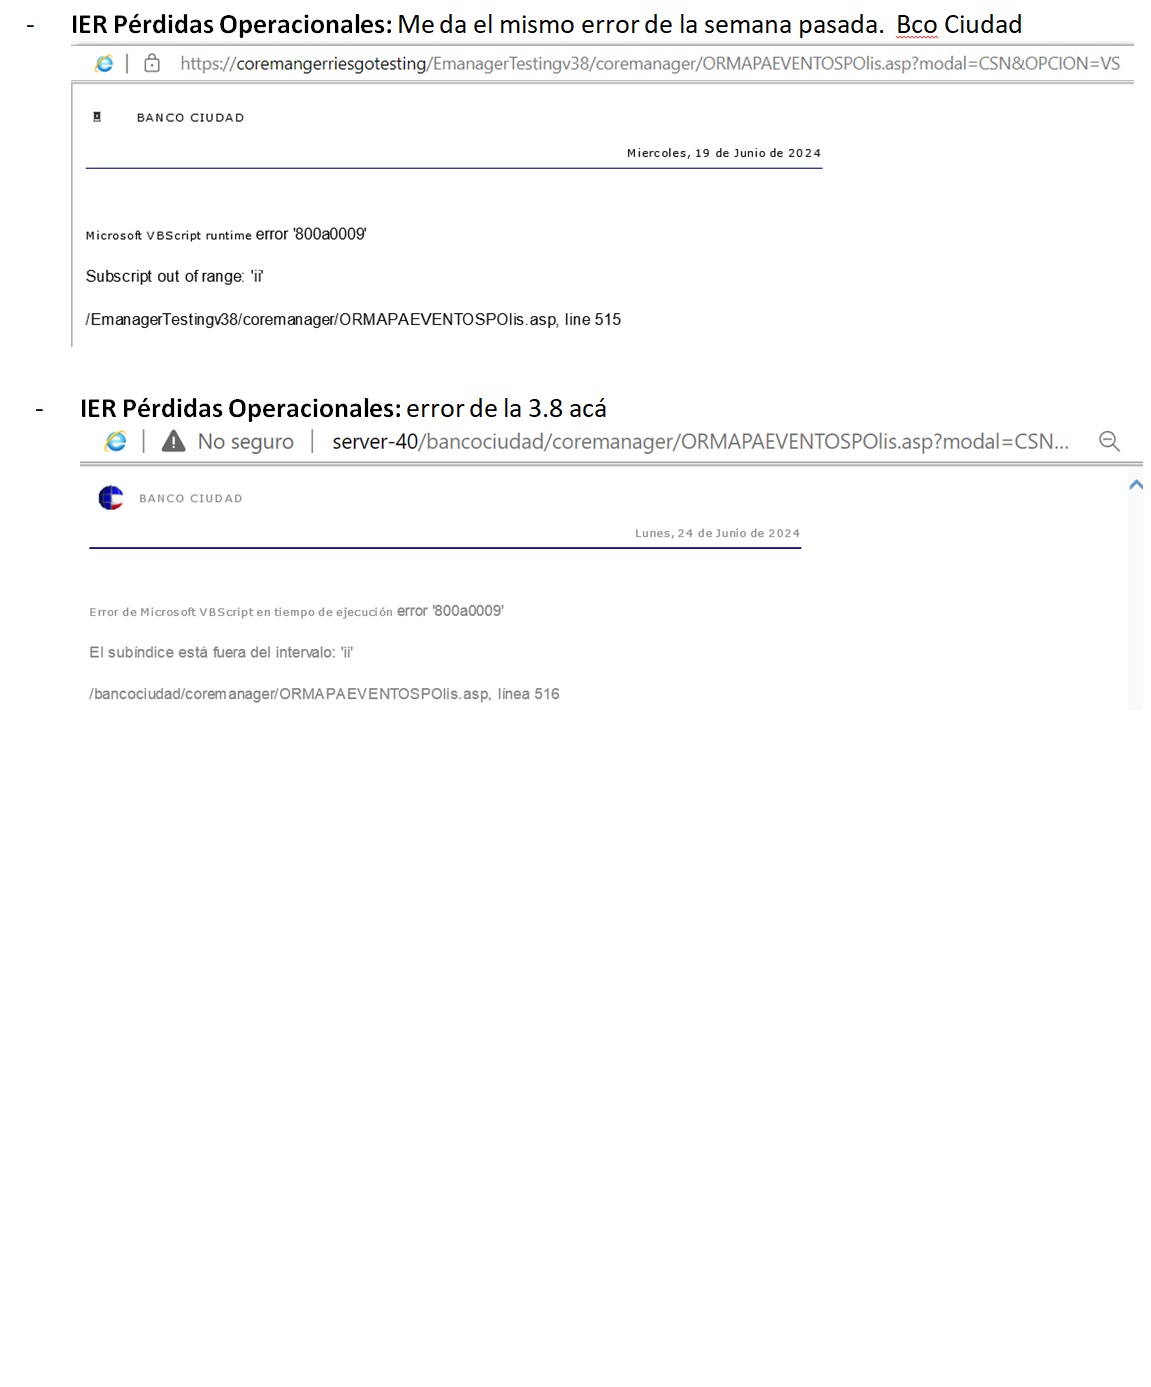 - IER Pérdidas Operacionales: Me da el mismo error de la semana pasada. Bco Ciudad
https://coremangerriesgotesting/EmanagerTestingv38/coremanager/ORMAPAEVENTOSPOlis.asp?modal=CSN&OPCION=VS
BANCO CIUDAD
Miercoles, 19 de Junio de 2024
Microsoft VBScript runtime error '800a0009'
Subscript out of range: 'ii'
/EmanagerTestingv38/coremanager/ORMAPAEVENTOSPOlis.asp, line 515
- IER Pérdidas Operacionales: error de la 3.8 acá
No seguro | server-40/bancociudad/coremanager/ORMAPAEVENTOSPOlis.asp?modal=CSN...
BANCO CIUDAD
Lunes, 24 de Junio de 2024
Error de Microsoft VBScript en tiempo de ejecución error '800a0009'
El subíndice está fuera del intervalo: 'ii'
/bancociudad/coremanager/ORMAPAEVENTOSPOlis.asp, línea 516